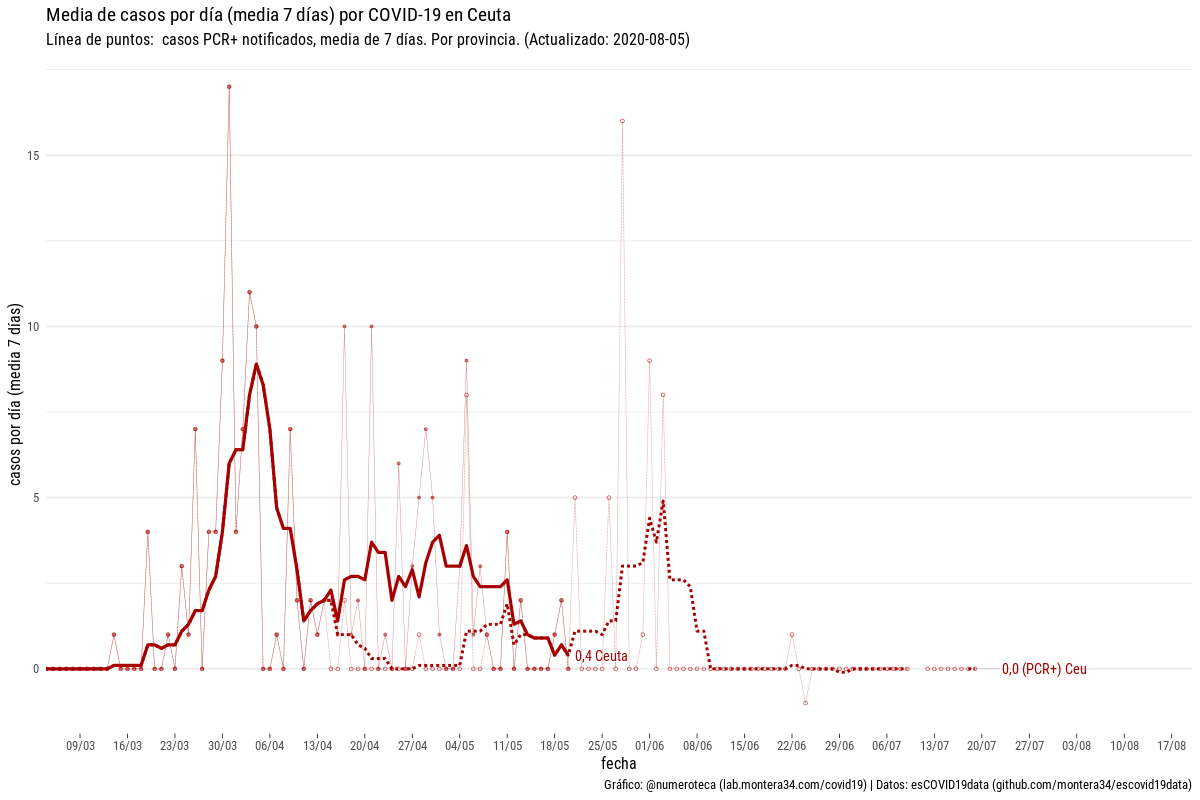 Media de casos por día (media 7 días) por COVID-19 en Ceuta
Línea de puntos:  casos PCR+ notificados, media de 7 días. Por provincia. (Actualizado: 2020-08-05)
casos por día (media 7 días)
15
10
5
0
0,4 Ceuta
0,0 (PCR+) Ceu
09/03 16/03 23/03 30/03 06/04 13/04 20/04 27/04 04/05 11/05 18/05 25/05 01/06 08/06 15/06 22/06 29/06 06/07 13/07 20/07 27/07 03/08 10/08 17/08
fecha
Gráfico: @numeroteca (lab.montera34.com/covid19) | Datos: esCOVID19data (github.com/montera34/escovid19data)